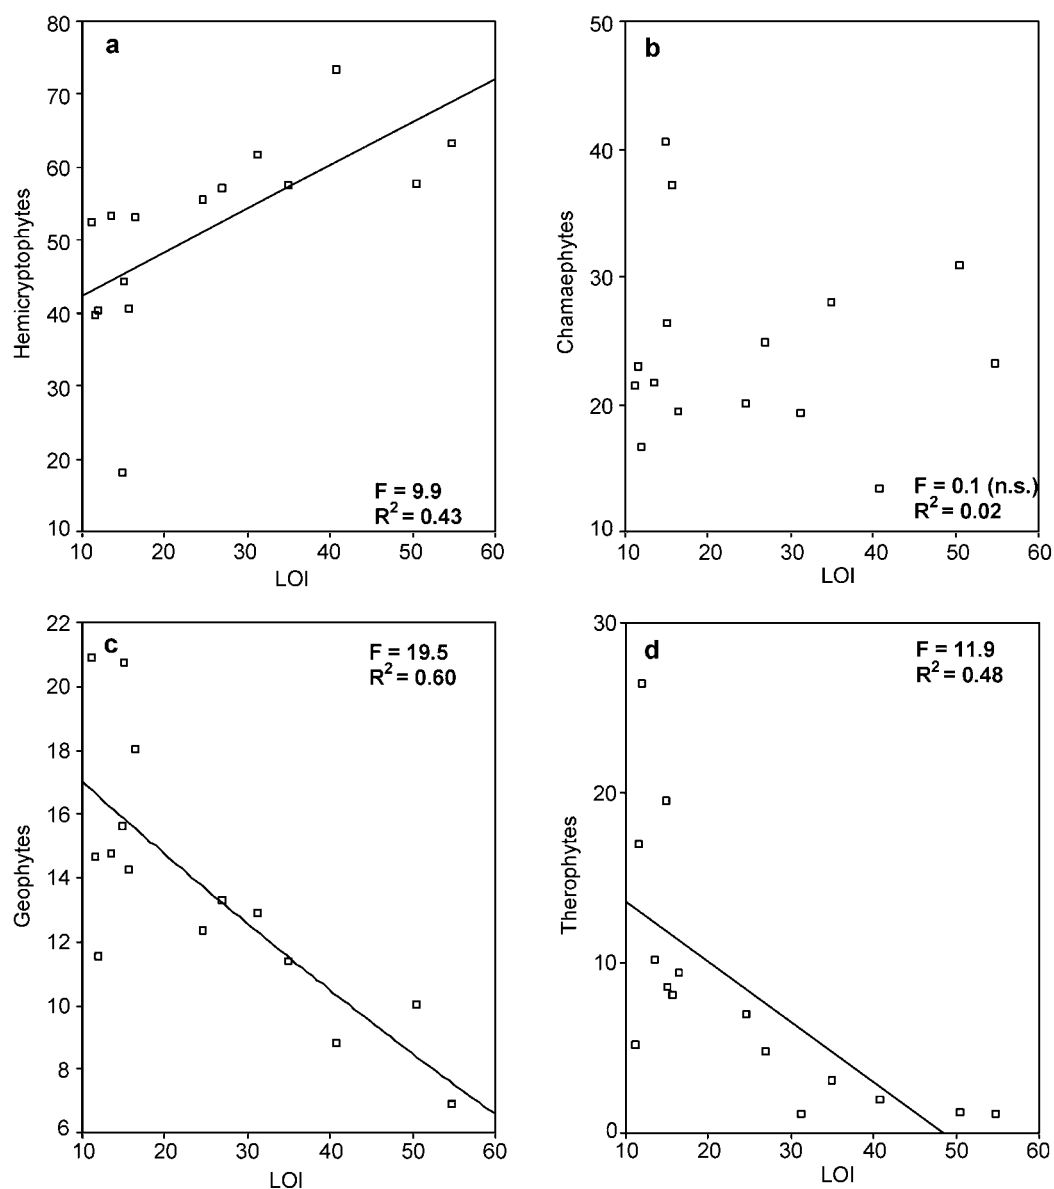 a
80
70
60
50
40
30
20
10
Hemicryptophytes
F = 9.9
R² = 0.43
10 20 30 40 50 60
LOI
b
50
40
30
20
10
Chamaephytes
F = 0.1 (n.s.)
R² = 0.02
10 20 30 40 50 60
LOI
c
22
20
18
16
14
12
10
8
6
Geophytes
F = 19.5
R² = 0.60
10 20 30 40 50 60
LOI
d
30
20
10
0
Therophytes
F = 11.9
R² = 0.48
10 20 30 40 50 60
LOI